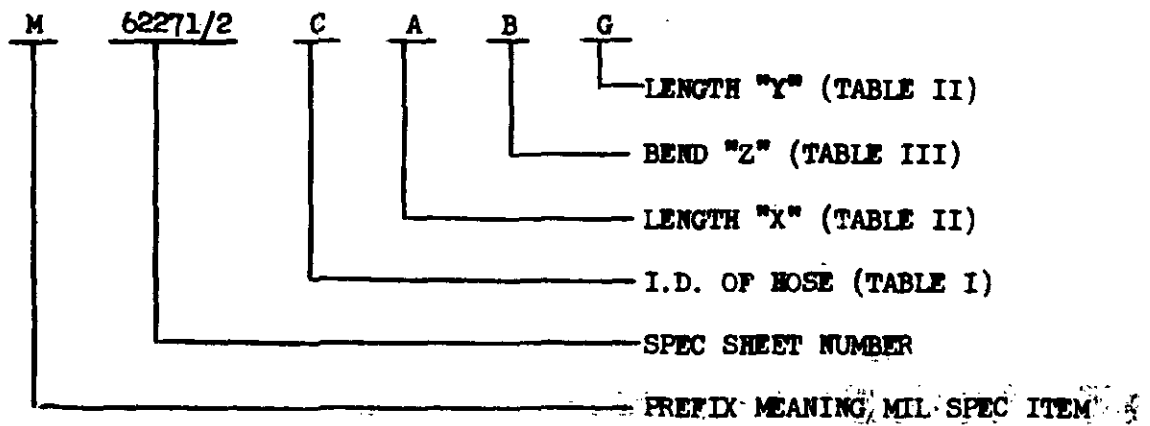 M 62271/2 C A B G
LENGTH "Y" (TABLE II)
BEND "Z" (TABLE III)
LENGTH "X" (TABLE II)
I.D. OF HOSE (TABLE I)
SPEC SHEET NUMBER
PREFIX MEANING MIL SPEC ITEM